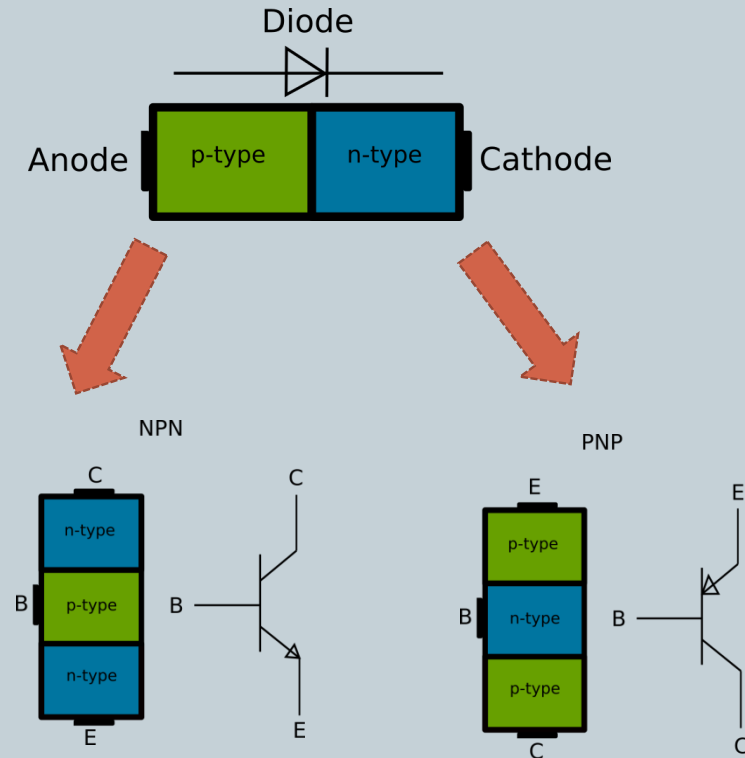 Diode
Anode
p-type
n-type
Cathode
NPN
C
n-type
B
p-type
n-type
E
C
B
E
PNP
E
p-type
B
n-type
p-type
C
E
B
C